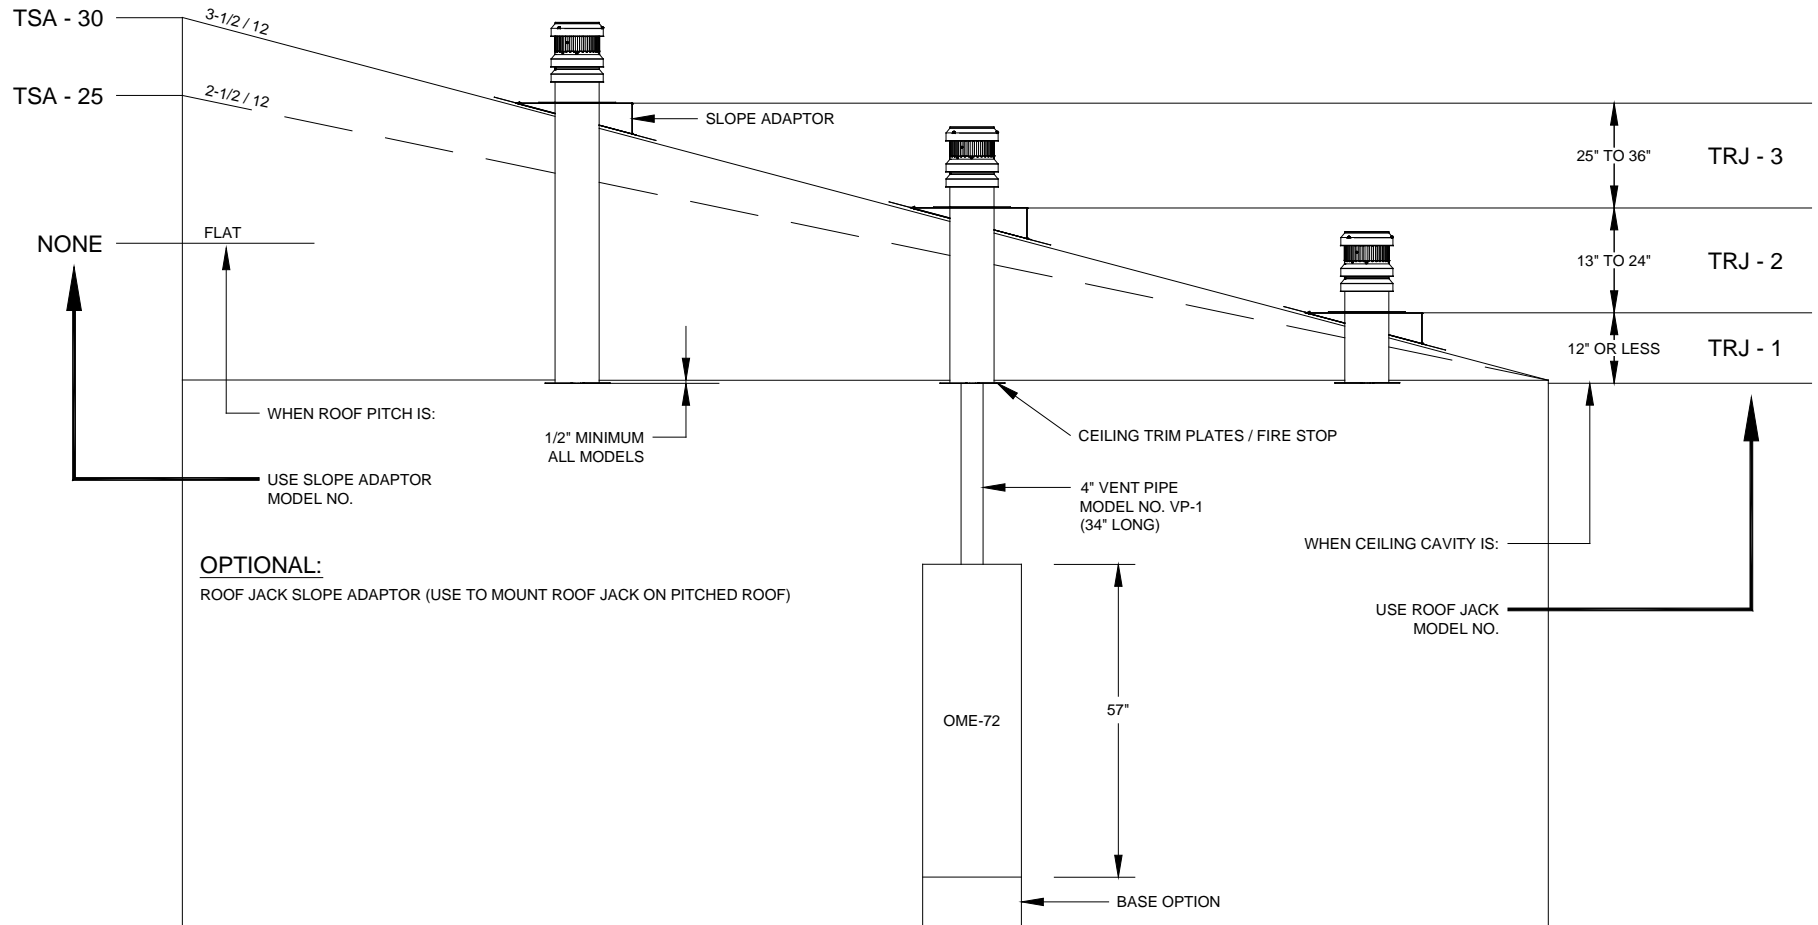 TSA - 30
3-1/2 / 12
TSA - 25
2-1/2 / 12
SLOPE ADAPTOR
25" TO 36"
TRJ - 3
NONE
FLAT
13" TO 24"
TRJ - 2
12" OR LESS
TRJ - 1
WHEN ROOF PITCH IS:
1/2" MINIMUM
ALL MODELS
CEILING TRIM PLATES / FIRE STOP
USE SLOPE ADAPTOR
MODEL NO.
4" VENT PIPE
MODEL NO. VP-1
(34" LONG)
WHEN CEILING CAVITY IS:
OPTIONAL:
ROOF JACK SLOPE ADAPTOR (USE TO MOUNT ROOF JACK ON PITCHED ROOF)
USE ROOF JACK
MODEL NO.
57"
OME-72
BASE OPTION